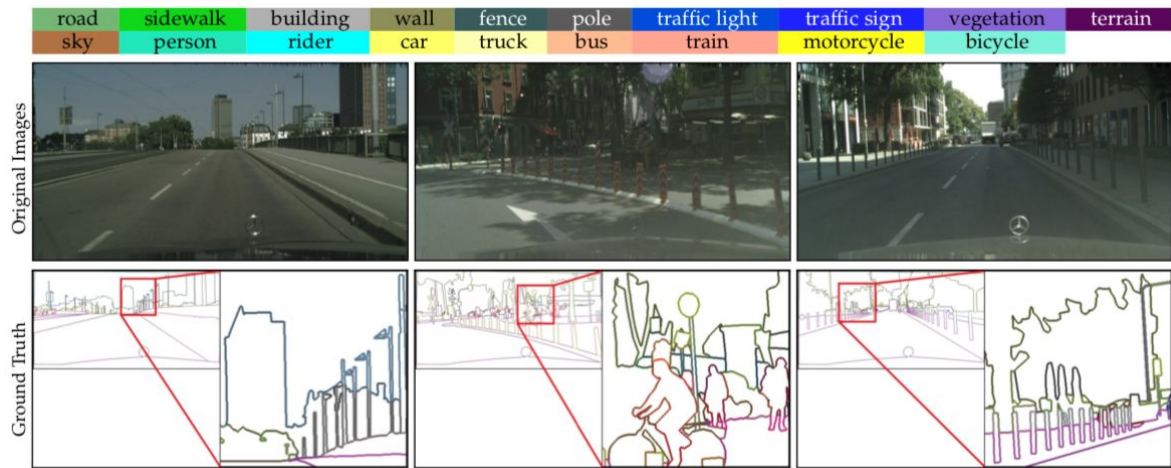 road sidewalk building wall fence pole traffic light traffic sign vegetation terrain
sky person rider car truck bus train motorcycle bicycle
Original Images
Ground Truth